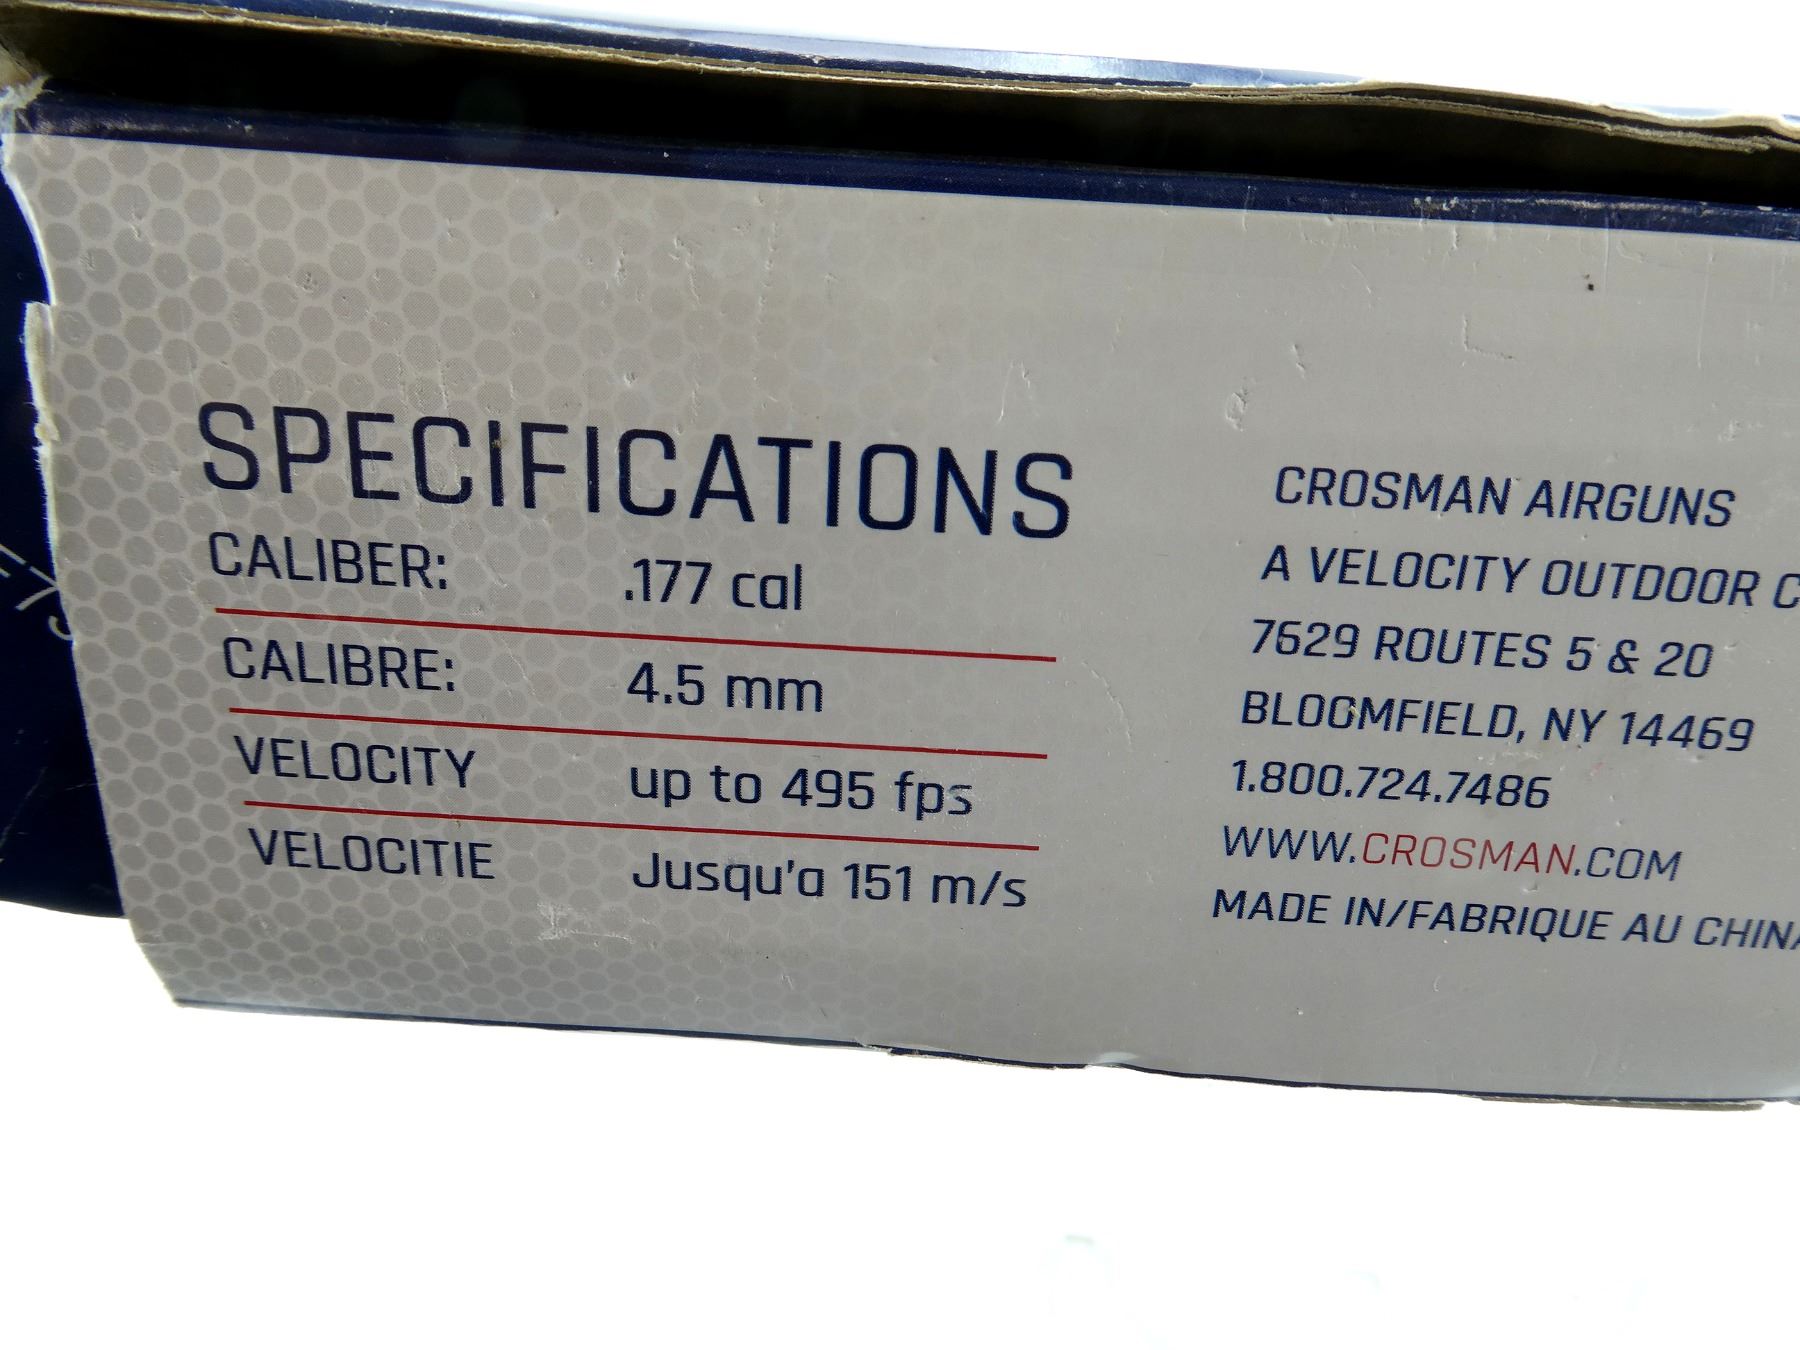 SPECIFICATIONS
CALIBER: .177 cal
CALIBRE: 4.5 mm
VELOCITY up to 495 fps
VELOCITIE Jusqu'a 151 m/s
CROSMAN AIRGUNS
A VELOCITY OUTDOOR
7629 ROUTES 5 & 20
BLOOMFIELD, NY 14469
1.800.724.7486
WWW.CROSMAN.COM
MADE IN/FABRIQUE AU CHINA